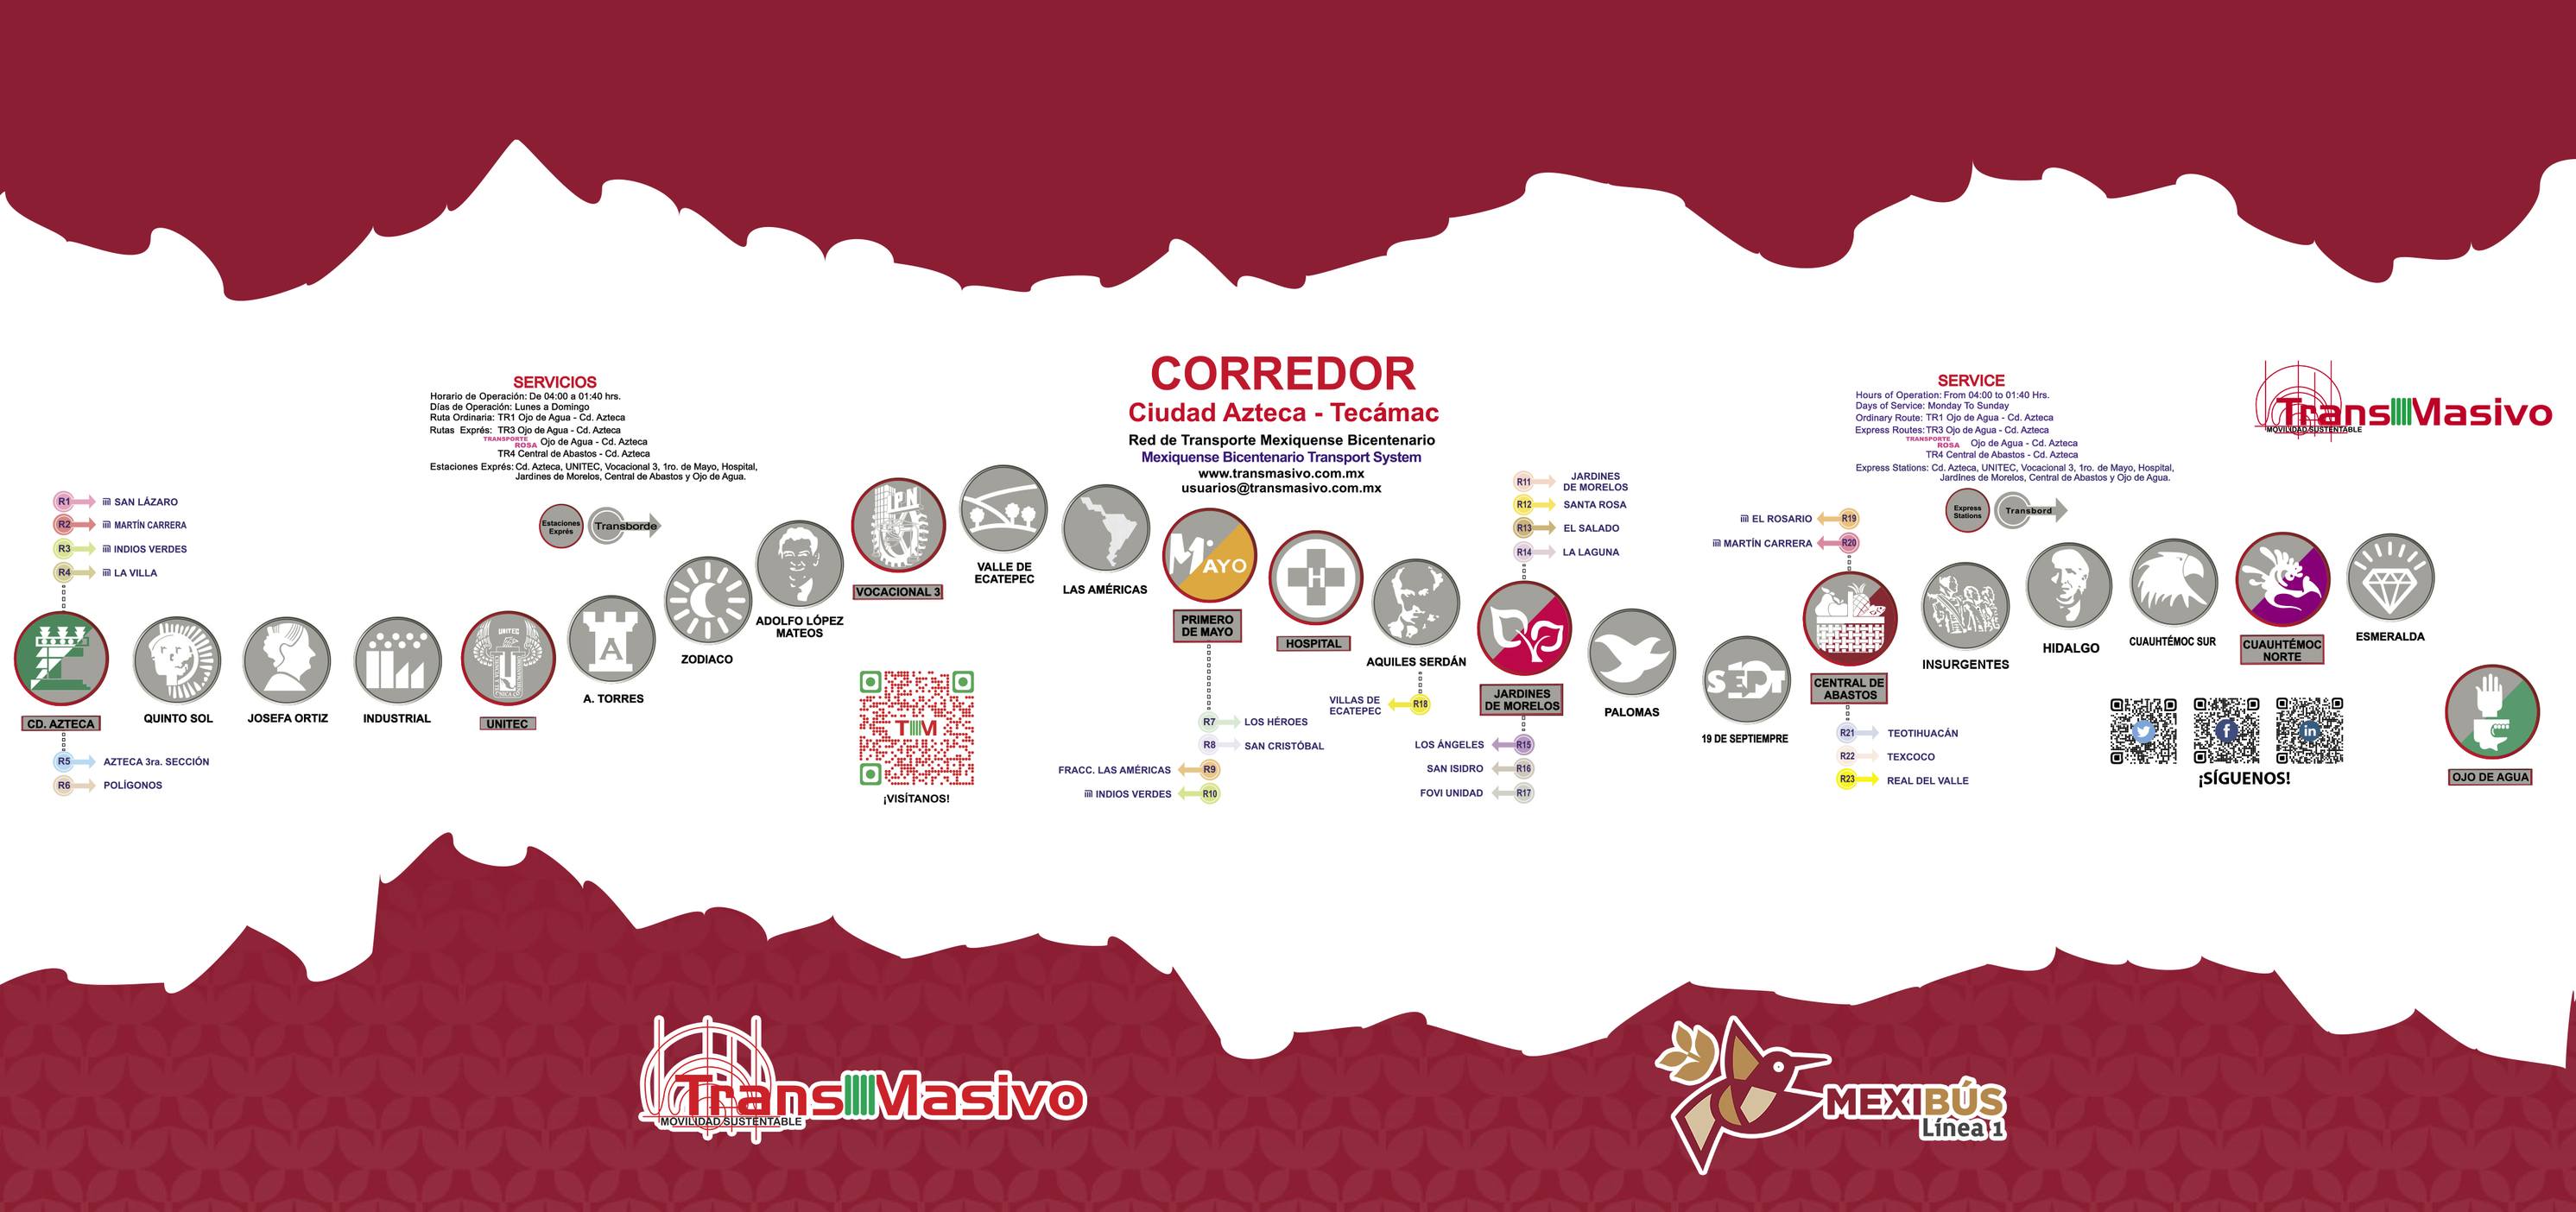 CORREDOR
Ciudad Azteca - Tecámac
Red de Transporte Mexiquense Bicentenario
Mexiquense Bicentenario Transport System
www.transmasivo.com.mx
usuarios@transmasivo.com.mx
SERVICIOS
Horario de Operación: De 04:00 a 01:40 hrs.
Días de Operación: Lunes a Domingo
Ruta Ordinaria: TR1 Ojo de Agua - Cd. Azteca
Rutas Exprés: TR3 Ojo de Agua - Cd. Azteca
TRANSPORTE ROSA Ojo de Agua - Cd. Azteca
TR4 Central de Abastos - Cd. Azteca
Estaciones Exprés: Cd. Azteca, UNITEC, Vocacional 3, 1ro. de Mayo, Hospital,
Jardines de Morelos, Central de Abastos y Ojo de Agua.
Estaciones
Exprés
Transborde
SERVICE
Hours of Operation: From 04:00 to 01:40 Hrs.
Days of Service: Monday To Sunday
Ordinary Route: TR1 Ojo de Agua - Cd. Azteca
Express Routes: TR3 Ojo de Agua - Cd. Azteca
TRANSPORTE ROSA Ojo de Agua - Cd. Azteca
TR4 Central de Abastos - Cd. Azteca
Express Stations: Cd. Azteca, UNITEC, Vocacional 3, 1ro. de Mayo, Hospital,
Jardines de Morelos, Central de Abastos y Ojo de Agua.
Express
Stations
Transbord
TransMasivo
MOVILIDAD SUSTENTABLE
R1 SAN LÁZARO
R2 MARTÍN CARRERA
R3 INDIOS VERDES
R4 LA VILLA
CD. AZTECA
R5 AZTECA 3ra. SECCIÓN
R6 POLÍGONOS
QUINTO SOL
JOSEFA ORTIZ
INDUSTRIAL
UNITEC
UNITEC
A
A. TORRES
ZODIACO
ADOLFO LÓPEZ
MATEOS
IPN
VOCACIONAL 3
TM
¡VISÍTANOS!
VALLE DE
ECATEPEC
LAS AMÉRICAS
MAYO
PRIMERO
DE MAYO
R7 LOS HÉROES
R8 SAN CRISTÓBAL
FRACC. LAS AMÉRICAS R9
INDIOS VERDES R10
H
HOSPITAL
AQUILES SERDÁN
VILLAS DE
ECATEPEC R18
R11 JARDINES
DE MORELOS
R12 SANTA ROSA
R13 EL SALADO
R14 LA LAGUNA
JARDINES
DE MORELOS
LOS ÁNGELES R15
SAN ISIDRO R16
FOVI UNIDAD R17
PALOMAS
19 DE SEPTIEMPRE
EL ROSARIO R19
MARTÍN CARRERA R20
CENTRAL DE
ABASTOS
R21 TEOTIHUACÁN
R22 TEXCOCO
R23 REAL DEL VALLE
INSURGENTES
HIDALGO
CUAUHTÉMOC SUR
CUAUHTÉMOC
NORTE
ESMERALDA
f
in
¡SÍGUENOS!
OJO DE AGUA
TransMasivo
MOVILIDAD SUSTENTABLE
MEXIBÚS
Línea 1